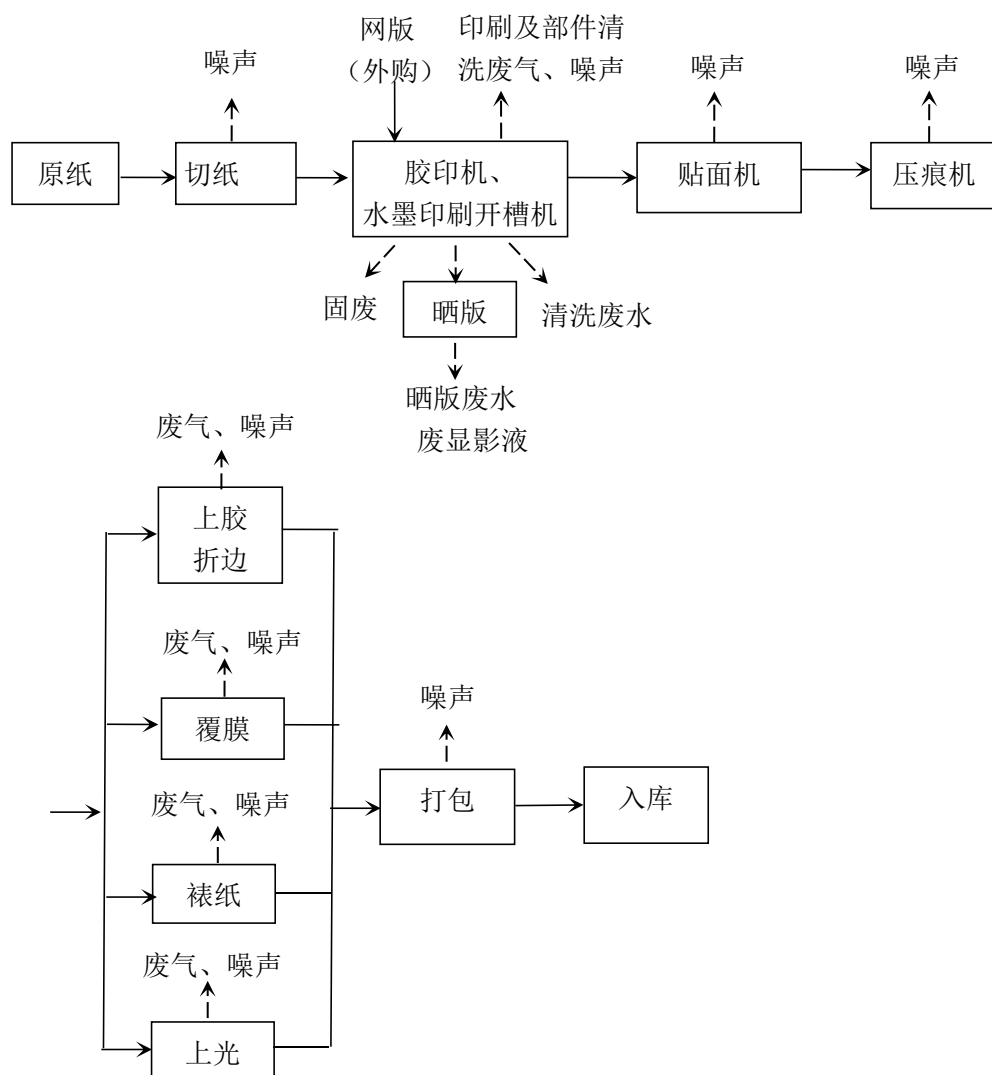 网版
（外购）
印刷及部件清
洗废气、噪声
噪声
噪声
噪声
原纸
切纸
胶印机、
水墨印刷开槽机
贴面机
压痕机
固废
晒版
清洗废水
晒版废水
废显影液
废气、噪声
上胶
折边
废气、噪声
覆膜
噪声
打包
入库
废气、噪声
裱纸
废气、噪声
上光